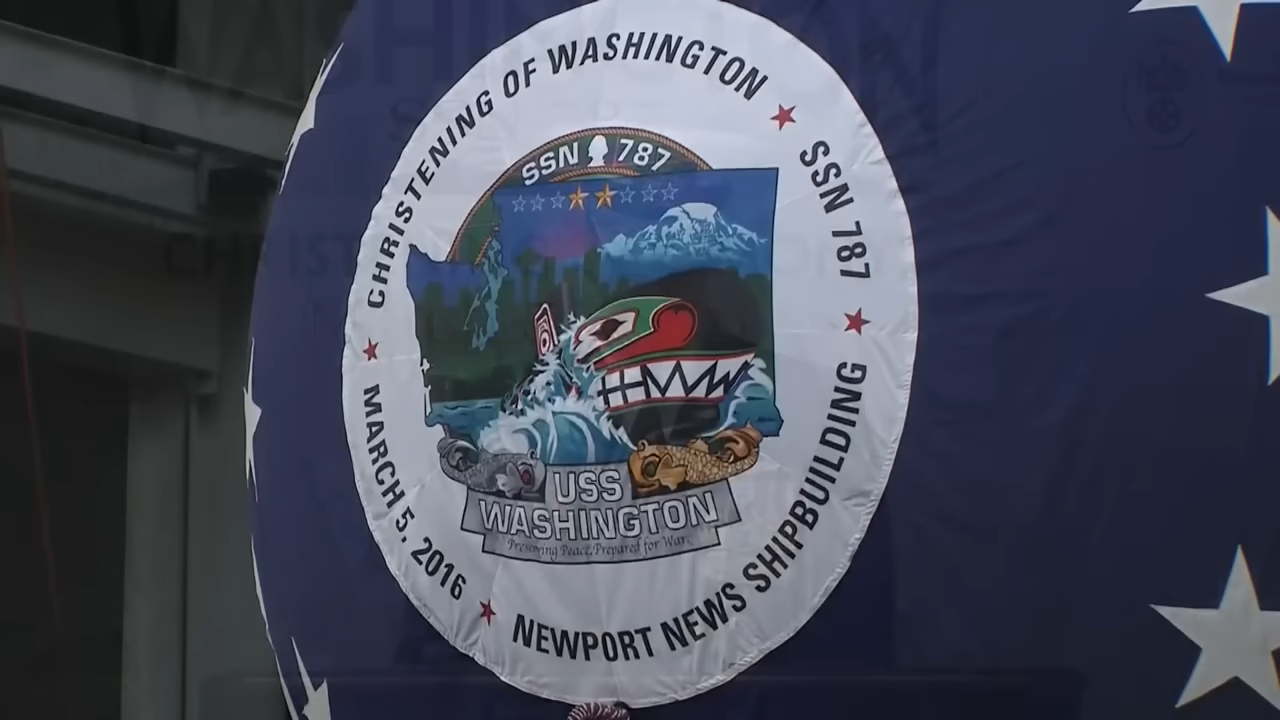 CHRISTENING OF WASHINGTON
SSN 787
NEWPORT NEWS SHIPBUILDING
MARCH 5, 2016
SSN 787
USS
WASHINGTON
Preserving Peace, Prepared for War